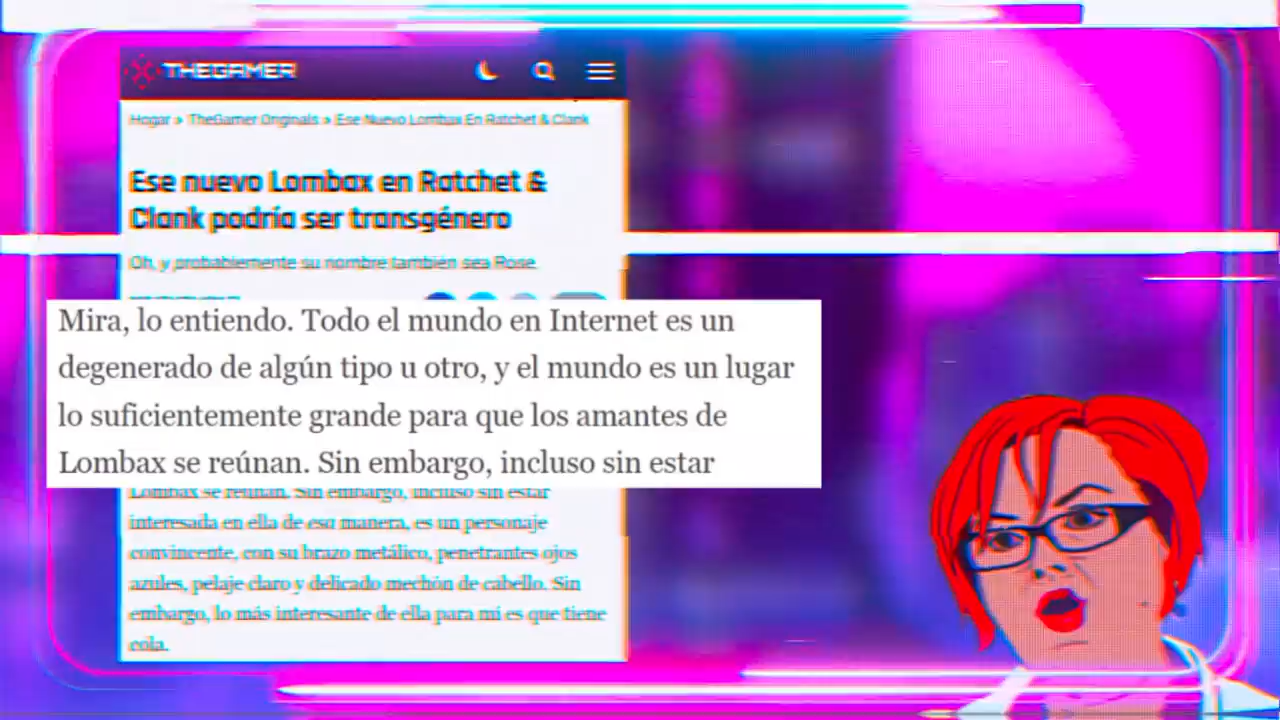 THEGAMER
Hogar » TheGamer Originals » Ese Nuevo Lombax En Ratchet & Clank
Ese nuevo Lombax en Ratchet &
Clank podría ser transgénero
Oh, y probablemente su nombre también sea Rose.
Mira, lo entiendo. Todo el mundo en Internet es un
degenerado de algún tipo u otro, y el mundo es un lugar
lo suficientemente grande para que los amantes de
Lombax se reúnan. Sin embargo, incluso sin estar
Lombax se reúnan. Sin embargo, incluso sin estar
interesada en ella de esa manera, es un personaje
convincente, con su brazo metálico, penetrantes ojos
azules, pelaje claro y delicado mechón de cabello. Sin
embargo, lo más interesante de ella para mí es que tiene
cola.